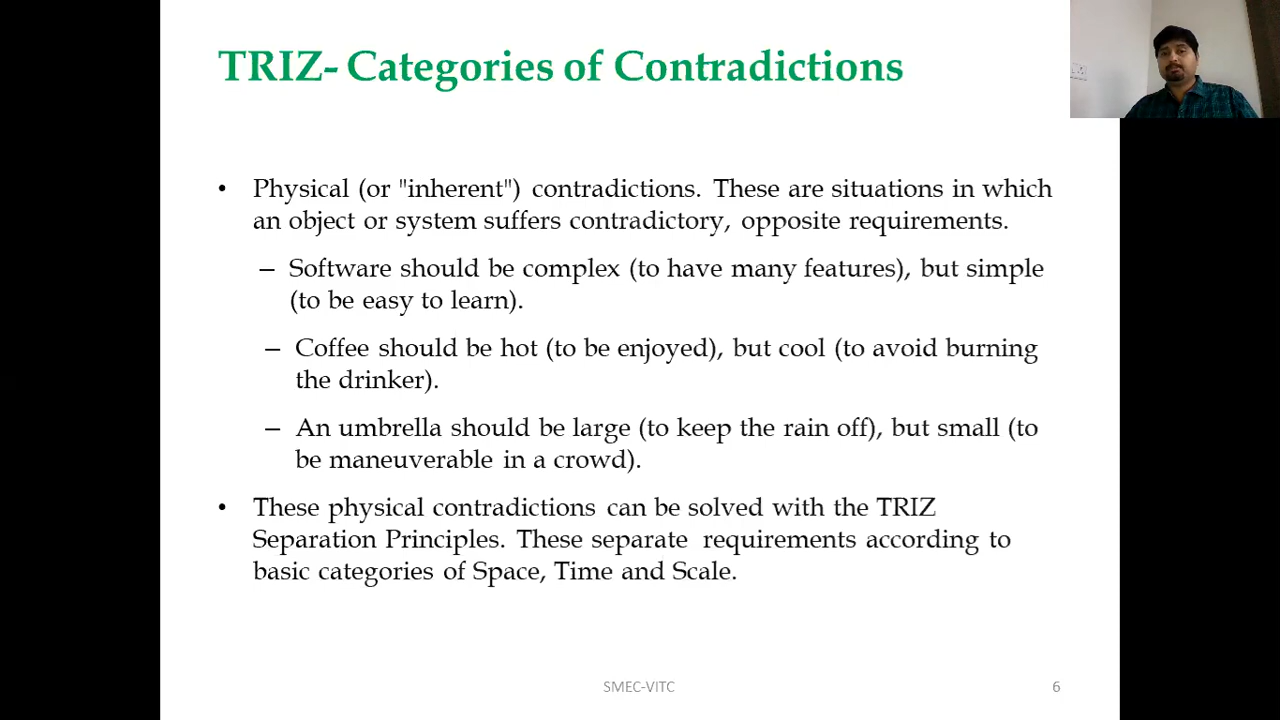 TRIZ- Categories of Contradictions
• Physical (or "inherent") contradictions. These are situations in which
an object or system suffers contradictory, opposite requirements.
– Software should be complex (to have many features), but simple
(to be easy to learn).
– Coffee should be hot (to be enjoyed), but cool (to avoid burning
the drinker).
– An umbrella should be large (to keep the rain off), but small (to
be maneuverable in a crowd).
• These physical contradictions can be solved with the TRIZ
Separation Principles. These separate requirements according to
basic categories of Space, Time and Scale.
SMEC-VITC
6